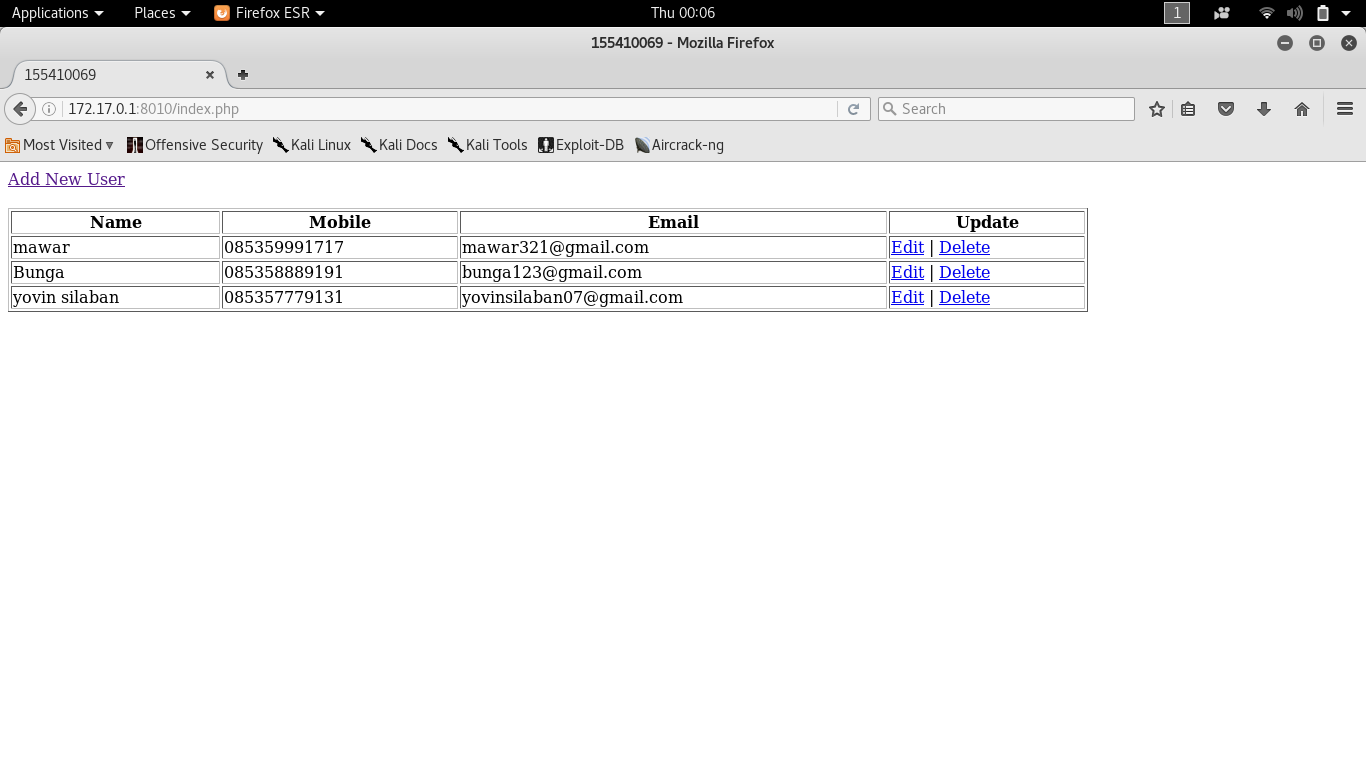 Applications Places Firefox ESR Thu 00:06 1
155410069 - Mozilla Firefox
155410069
172.17.0.1:8010/index.php Search
Most Visited Offensive Security Kali Linux Kali Docs Kali Tools Exploit-DB Aircrack-ng
Add New User
Name Mobile Email Update
mawar 085359991717 mawar321@gmail.com Edit | Delete
Bunga 085358889191 bunga123@gmail.com Edit | Delete
yovin silaban 085357779131 yovinsilaban07@gmail.com Edit | Delete